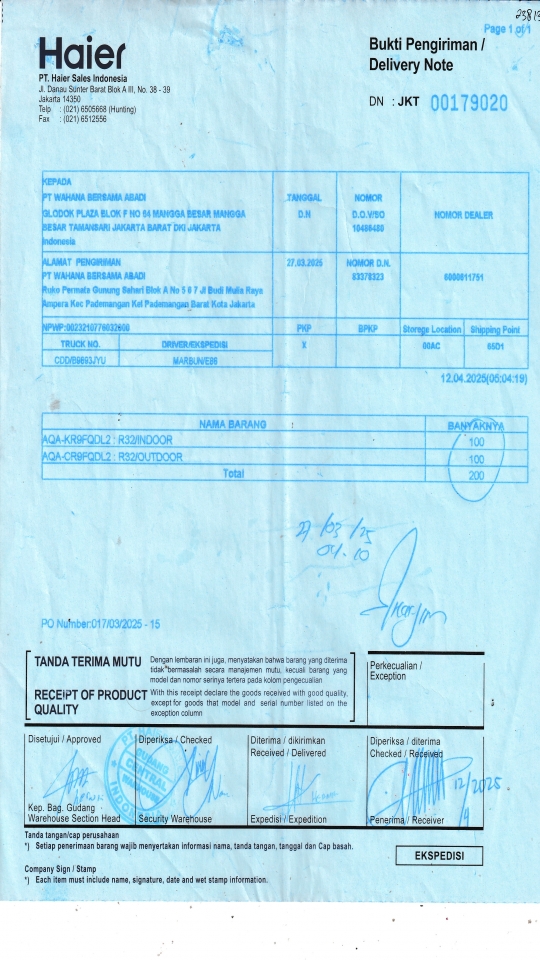 23813
Page 1 of 1
Haier
Bukti Pengiriman /
Delivery Note
PT. Haier Sales Indonesia
Jl. Danau Sunter Barat Blok A III, No. 38 - 39
Jakarta 14350
Telp : (021) 6505668 (Hunting)
Fax : (021) 6512556
DN : JKT 00179020
KEPADA
PT WAHANA BERSAMA ABADI
GLODOK PLAZA BLOK F NO 64 MANGGA BESAR MANGGA
BESAR TAMANSARI JAKARTA BARAT DKI JAKARTA
Indonesia
TANGGAL
D.N
NOMOR
D.O.V/SO
10486480
NOMOR DEALER
ALAMAT PENGIRIMAN
PT WAHANA BERSAMA ABADI
Ruko Permata Gunung Sahari Blok A No 5 6 7 Jl Budi Mulia Raya
Ampera Kec Pademangan Kel Pademangan Barat Kota Jakarta
27.03.2025
NOMOR D.N.
83378323
6000011751
NPWP:0023210776032000
PKP
BPKP
Storege Location
Shipping Point
TRUCK NO.
DRIVER/EKSPEDISI
X
00AC
65D1
CDD/B9693JYU
MARBUN/E86
12.04.2025(05:04:19)
NAMA BARANG
BANYAKNYA
AQA-KR9FQDL2 : R32/INDOOR
100
AQA-CR9FQDL2 : R32/OUTDOOR
100
Total
200
27/03/25
04.10
PO Number:017/03/2025 - 15
TANDA TERIMA MUTU
Dengan lembaran ini juga, menyatakan bahwa barang yang diterima
tidak bermasalah secara manajemen mutu, kecuali barang yang
model dan nomor serinya tertera pada kolom pengecualian
RECEIPT OF PRODUCT
QUALITY
With this receipt declare the goods received with good quality,
except for goods that model and serial number listed on the
exception column
Perkecualian /
Exception
Disetujui / Approved
Diperiksa / Checked
Diterima / dikirimkan
Received / Delivered
Diperiksa / diterima
Checked / Received
CENTRAL
12/2025
4
Kep. Bag. Gudang
Warehouse Section Head
Security Warehouse
Expedisi / Expedition
Penerima / Receiver
Tanda tangan/cap perusahaan
*) Setiap penerimaan barang wajib menyertakan informasi nama, tanda tangan, tanggal dan Cap basah.
EKSPEDISI
Company Sign / Stamp
*) Each item must include name, signature, date and wet stamp information.